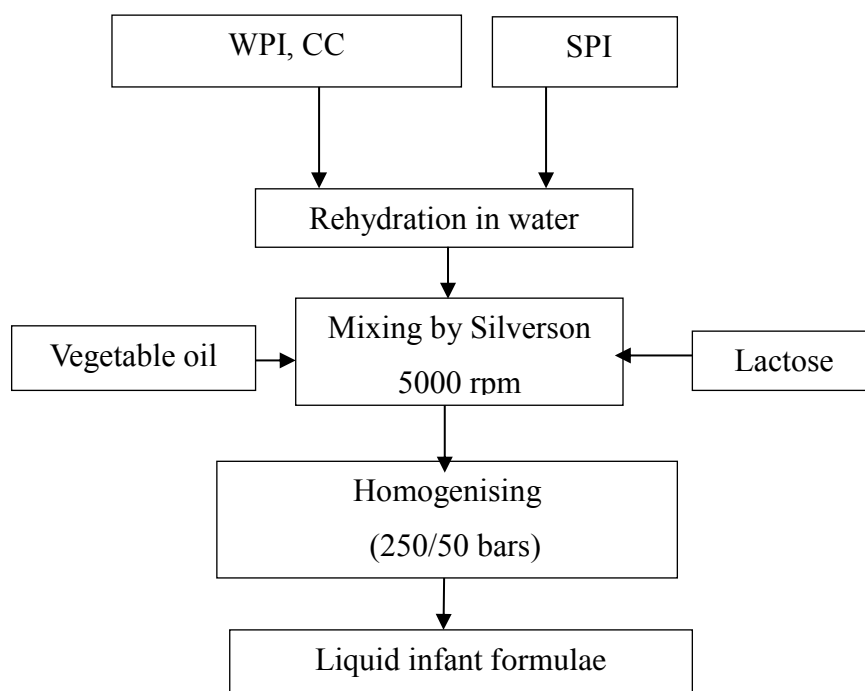 WPI, CC
SPI
Rehydration in water
Mixing by Silverson
5000 rpm
Vegetable oil
Lactose
Homogenising
(250/50 bars)
Liquid infant formulae